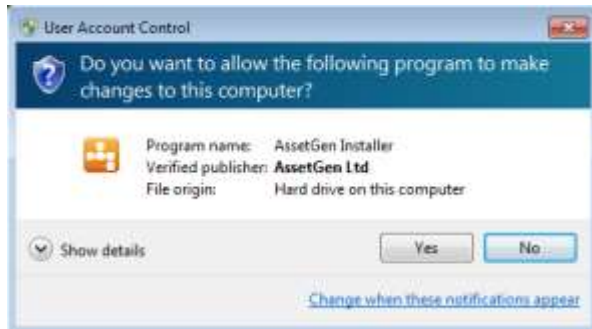 User Account Control
Do you want to allow the following program to make
changes to this computer?
Program name: AssetGen Installer
Verified publisher: AssetGen Ltd
File origin: Hard drive on this computer
Show details
Yes
No
Change when these notifications appear